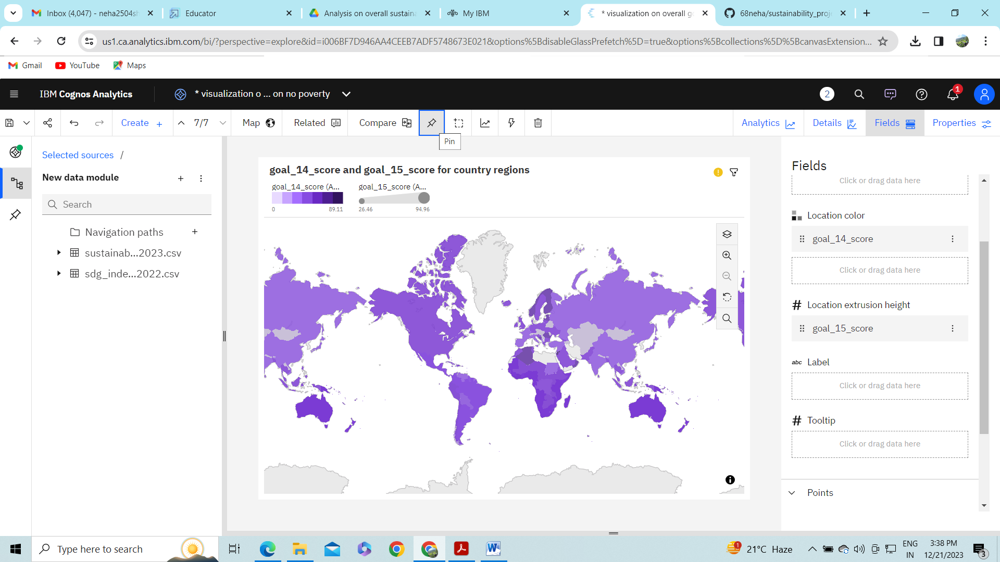 Inbox (4,047) - neha2504sh
Educator
Analysis on overall sustaina
My IBM
* visualization on overall go
68neha/sustainability_proje
us1.ca.analytics.ibm.com/bi/?perspective=explore&id=i006BF7D946AA4CEEB7ADF5748673E021&options%5BdisableGlassPrefetch%5D=true&options%5Bcollections%5D%5BcanvasExtension...
Gmail
YouTube
Maps
IBM Cognos Analytics
* visualization o ... on no poverty
2
1
Create
7/7
Map
Related
Compare
Analytics
Details
Fields
Properties
Pin
Selected sources /
New data module
Search
Navigation paths
sustainab...2023.csv
sdg_inde...2022.csv
goal_14_score and goal_15_score for country regions
goal_14_score (A...
0 89.11
goal_15_score (A...
26.46 94.96
Fields
Click or drag data here
Location color
goal_14_score
Click or drag data here
# Location extrusion height
goal_15_score
abc Label
Click or drag data here
# Tooltip
Click or drag data here
Points
Type here to search
1
21°C Haze
ENG
IN
3:38 PM
12/21/2023
3